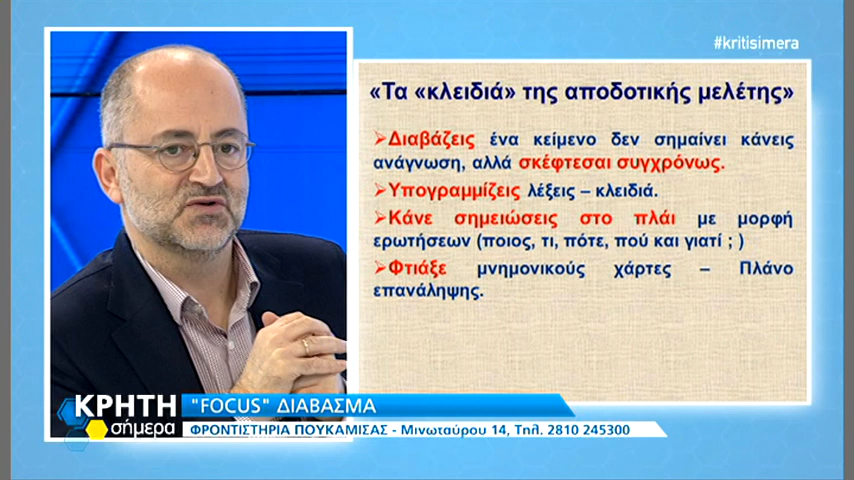 #kritisimera
«Τα «κλειδιά» της αποδοτικής μελέτης»
➢Διαβάζεις ένα κείμενο δεν σημαίνει κάνεις
ανάγνωση, αλλά σκέφτεσαι συγχρόνως.
➢Υπογραμμίζεις λέξεις – κλειδιά.
➢Κάνε σημειώσεις στο πλάι με μορφή
ερωτήσεων (ποιος, τι, πότε, πού και γιατί ; )
➢Φτιάξε μνημονικούς χάρτες – Πλάνο
επανάληψης.
ΚΡΗΤΗ
σήμερα
"FOCUS" ΔΙΑΒΑΣΜΑ
ΦΡΟΝΤΙΣΤΗΡΙΑ ΠΟΥΚΑΜΙΣΑΣ - Μινωταύρου 14, Τηλ. 2810 245300